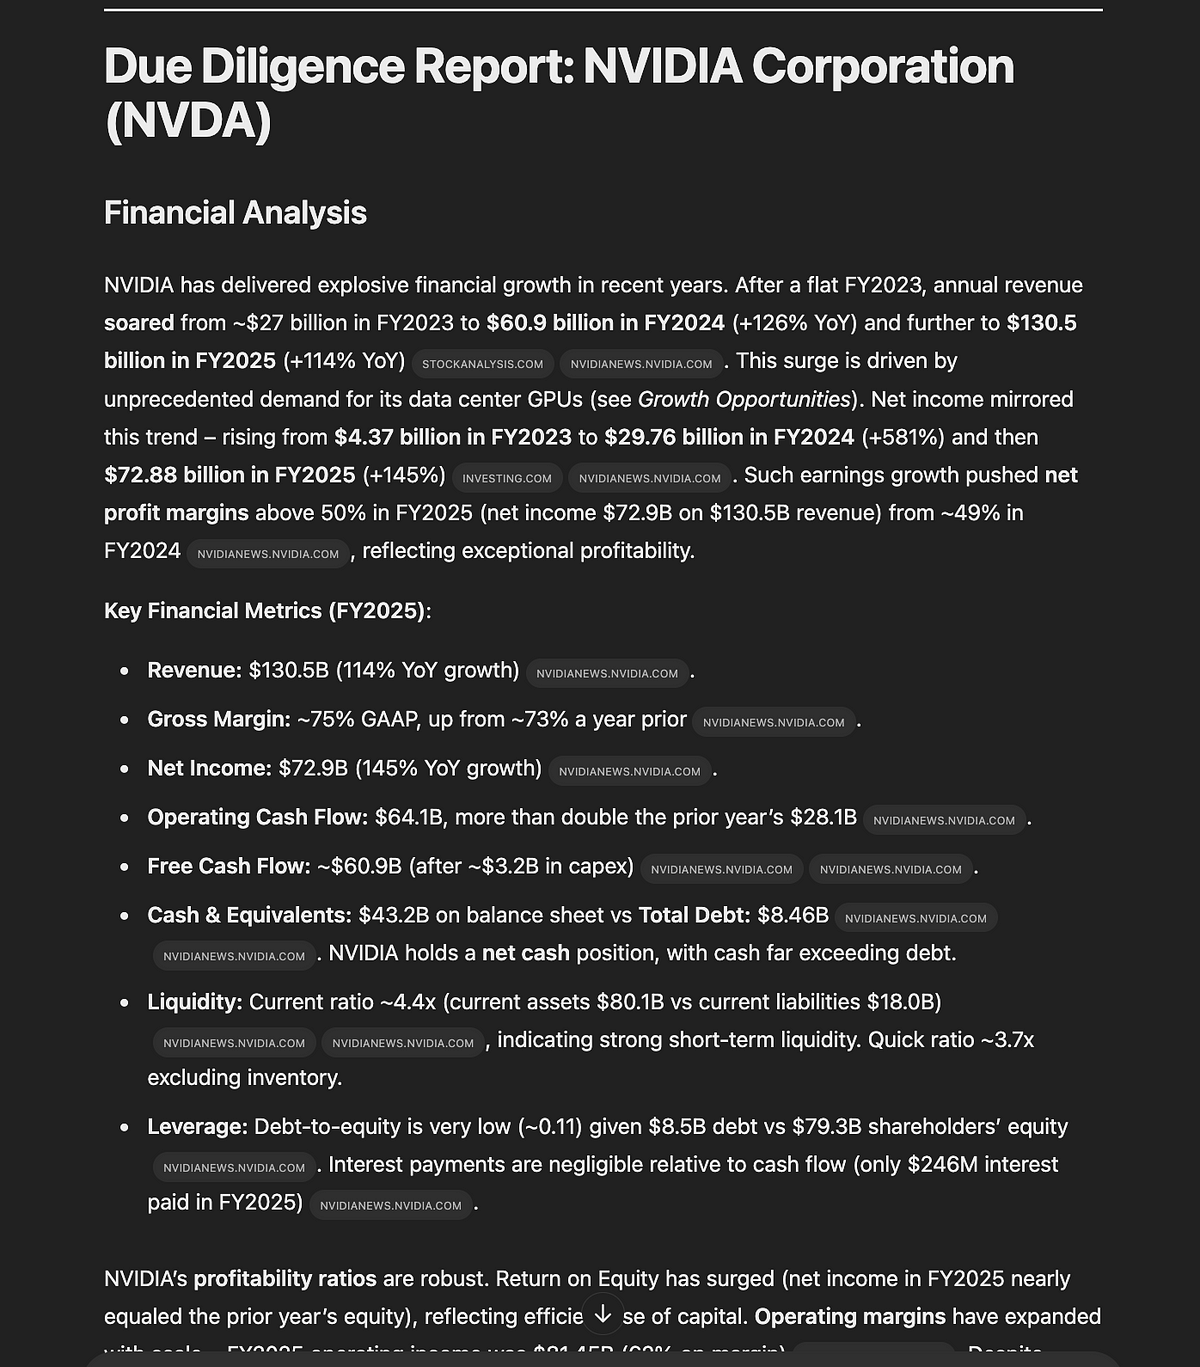 Due Diligence Report: NVIDIA Corporation
(NVDA)
Financial Analysis
NVIDIA has delivered explosive financial growth in recent years. After a flat FY2023, annual revenue
soared from ~$27 billion in FY2023 to $60.9 billion in FY2024 (+126% YoY) and further to $130.5
billion in FY2025 (+114% YoY) STOCKANALYSIS.COM NVIDIANEWS.NVIDIA.COM . This surge is driven by
unprecedented demand for its data center GPUs (see Growth Opportunities). Net income mirrored
this trend – rising from $4.37 billion in FY2023 to $29.76 billion in FY2024 (+581%) and then
$72.88 billion in FY2025 (+145%) INVESTING.COM NVIDIANEWS.NVIDIA.COM . Such earnings growth pushed net
profit margins above 50% in FY2025 (net income $72.9B on $130.5B revenue) from ~49% in
FY2024 NVIDIANEWS.NVIDIA.COM , reflecting exceptional profitability.
Key Financial Metrics (FY2025):
• Revenue: $130.5B (114% YoY growth) NVIDIANEWS.NVIDIA.COM .
• Gross Margin: ~75% GAAP, up from ~73% a year prior NVIDIANEWS.NVIDIA.COM .
• Net Income: $72.9B (145% YoY growth) NVIDIANEWS.NVIDIA.COM .
• Operating Cash Flow: $64.1B, more than double the prior year’s $28.1B NVIDIANEWS.NVIDIA.COM .
• Free Cash Flow: ~$60.9B (after ~$3.2B in capex) NVIDIANEWS.NVIDIA.COM NVIDIANEWS.NVIDIA.COM .
• Cash & Equivalents: $43.2B on balance sheet vs Total Debt: $8.46B NVIDIANEWS.NVIDIA.COM
NVIDIANEWS.NVIDIA.COM . NVIDIA holds a net cash position, with cash far exceeding debt.
• Liquidity: Current ratio ~4.4x (current assets $80.1B vs current liabilities $18.0B)
NVIDIANEWS.NVIDIA.COM NVIDIANEWS.NVIDIA.COM , indicating strong short-term liquidity. Quick ratio ~3.7x
excluding inventory.
• Leverage: Debt-to-equity is very low (~0.11) given $8.5B debt vs $79.3B shareholders’ equity
NVIDIANEWS.NVIDIA.COM . Interest payments are negligible relative to cash flow (only $246M interest
paid in FY2025) NVIDIANEWS.NVIDIA.COM .
NVIDIA’s profitability ratios are robust. Return on Equity has surged (net income in FY2025 nearly
equaled the prior year’s equity), reflecting efficie se of capital. Operating margins have expanded